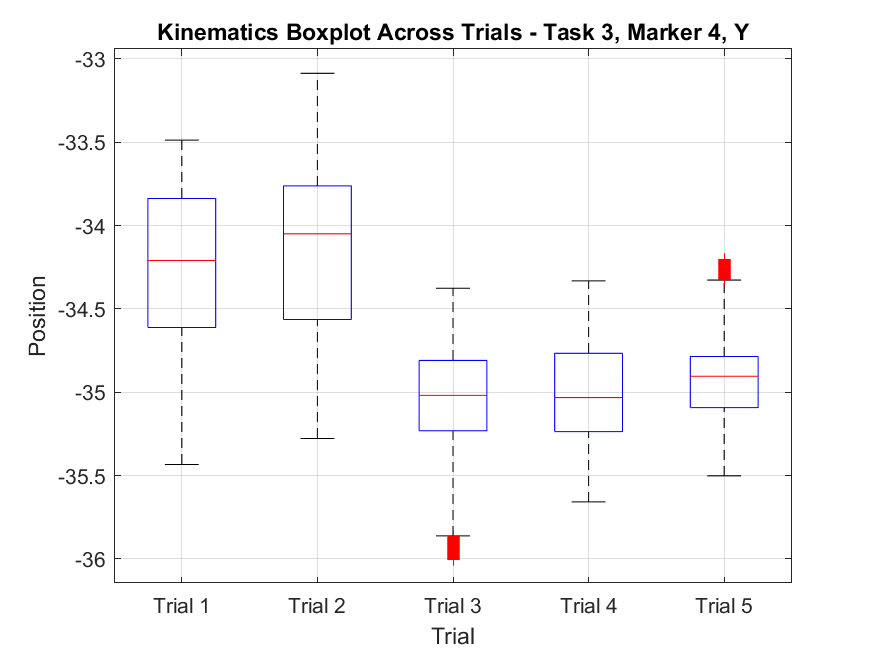 Kinematics Boxplot Across Trials - Task 3, Marker 4, Y
-33
-33.5
-34
-34.5
-35
-35.5
-36
Position
Trial 1 Trial 2 Trial 3 Trial 4 Trial 5
Trial